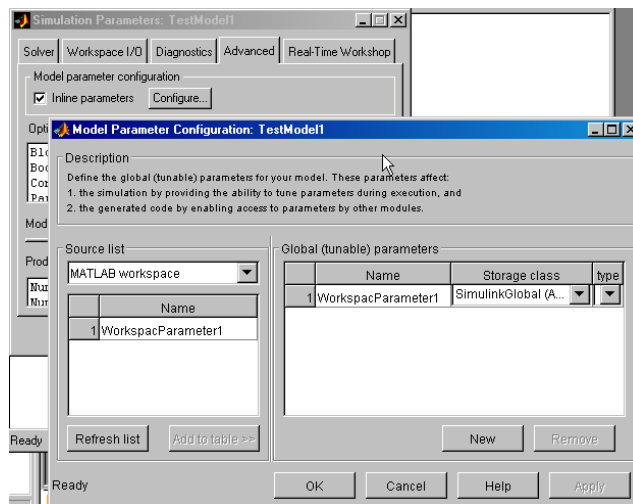 Simulation Parameters: TestModel1
Solver Workspace I/O Diagnostics Advanced Real-Time Workshop
Model parameter configuration
Inline parameters Configure...
Model Parameter Configuration: TestModel1
Description
Define the global (tunable) parameters for your model. These parameters affect:
1. the simulation by providing the ability to tune parameters during execution, and
2. the generated code by enabling access to parameters by other modules.
Source list
MATLAB workspace
Name
1 WorkspacParameter1
Refresh list Add to table >>
Global (tunable) parameters
Name Storage class type
1 WorkspacParameter1 SimulinkGlobal (A...
New Remove
Ready
Ready
OK Cancel Help Apply